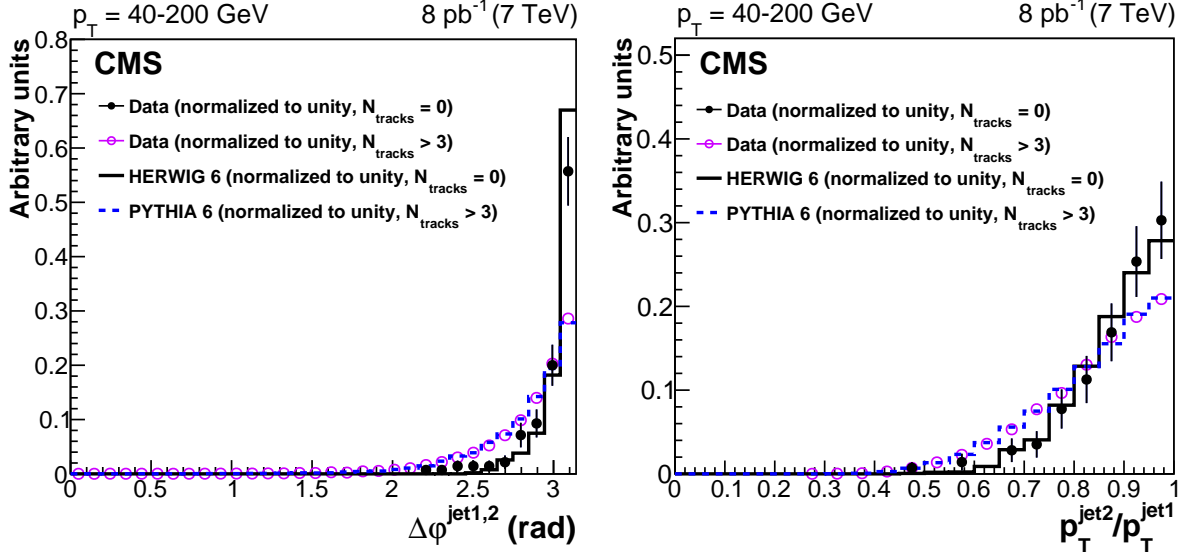 p_T = 40-200 GeV 8 pb^-1 (7 TeV)
CMS
Data (normalized to unity, N_tracks = 0)
Data (normalized to unity, N_tracks > 3)
HERWIG 6 (normalized to unity, N_tracks = 0)
PYTHIA 6 (normalized to unity, N_tracks > 3)
Arbitrary units
0.8
0.7
0.6
0.5
0.4
0.3
0.2
0.1
0
0 0.5 1 1.5 2 2.5 3
Δφ^jet1,2 (rad)
p_T = 40-200 GeV 8 pb^-1 (7 TeV)
CMS
Data (normalized to unity, N_tracks = 0)
Data (normalized to unity, N_tracks > 3)
HERWIG 6 (normalized to unity, N_tracks = 0)
PYTHIA 6 (normalized to unity, N_tracks > 3)
Arbitrary units
0.5
0.4
0.3
0.2
0.1
0
0 0.1 0.2 0.3 0.4 0.5 0.6 0.7 0.8 0.9 1
p_T^jet2/p_T^jet1